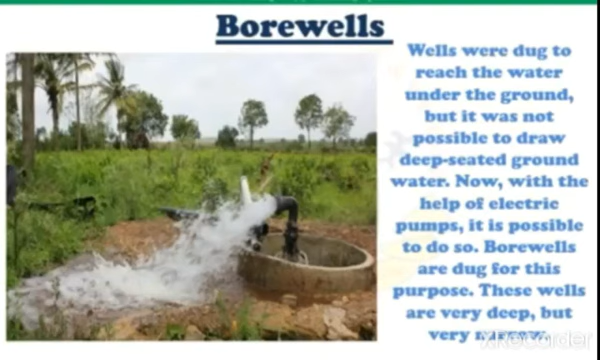 Borewells
Wells were dug to
reach the water
under the ground,
but it was not
possible to draw
deep-seated ground
water. Now, with the
help of electric
pumps, it is possible
to do so. Borewells
are dug for this
purpose. These wells
are very deep, but
very narrow.
XRecorder